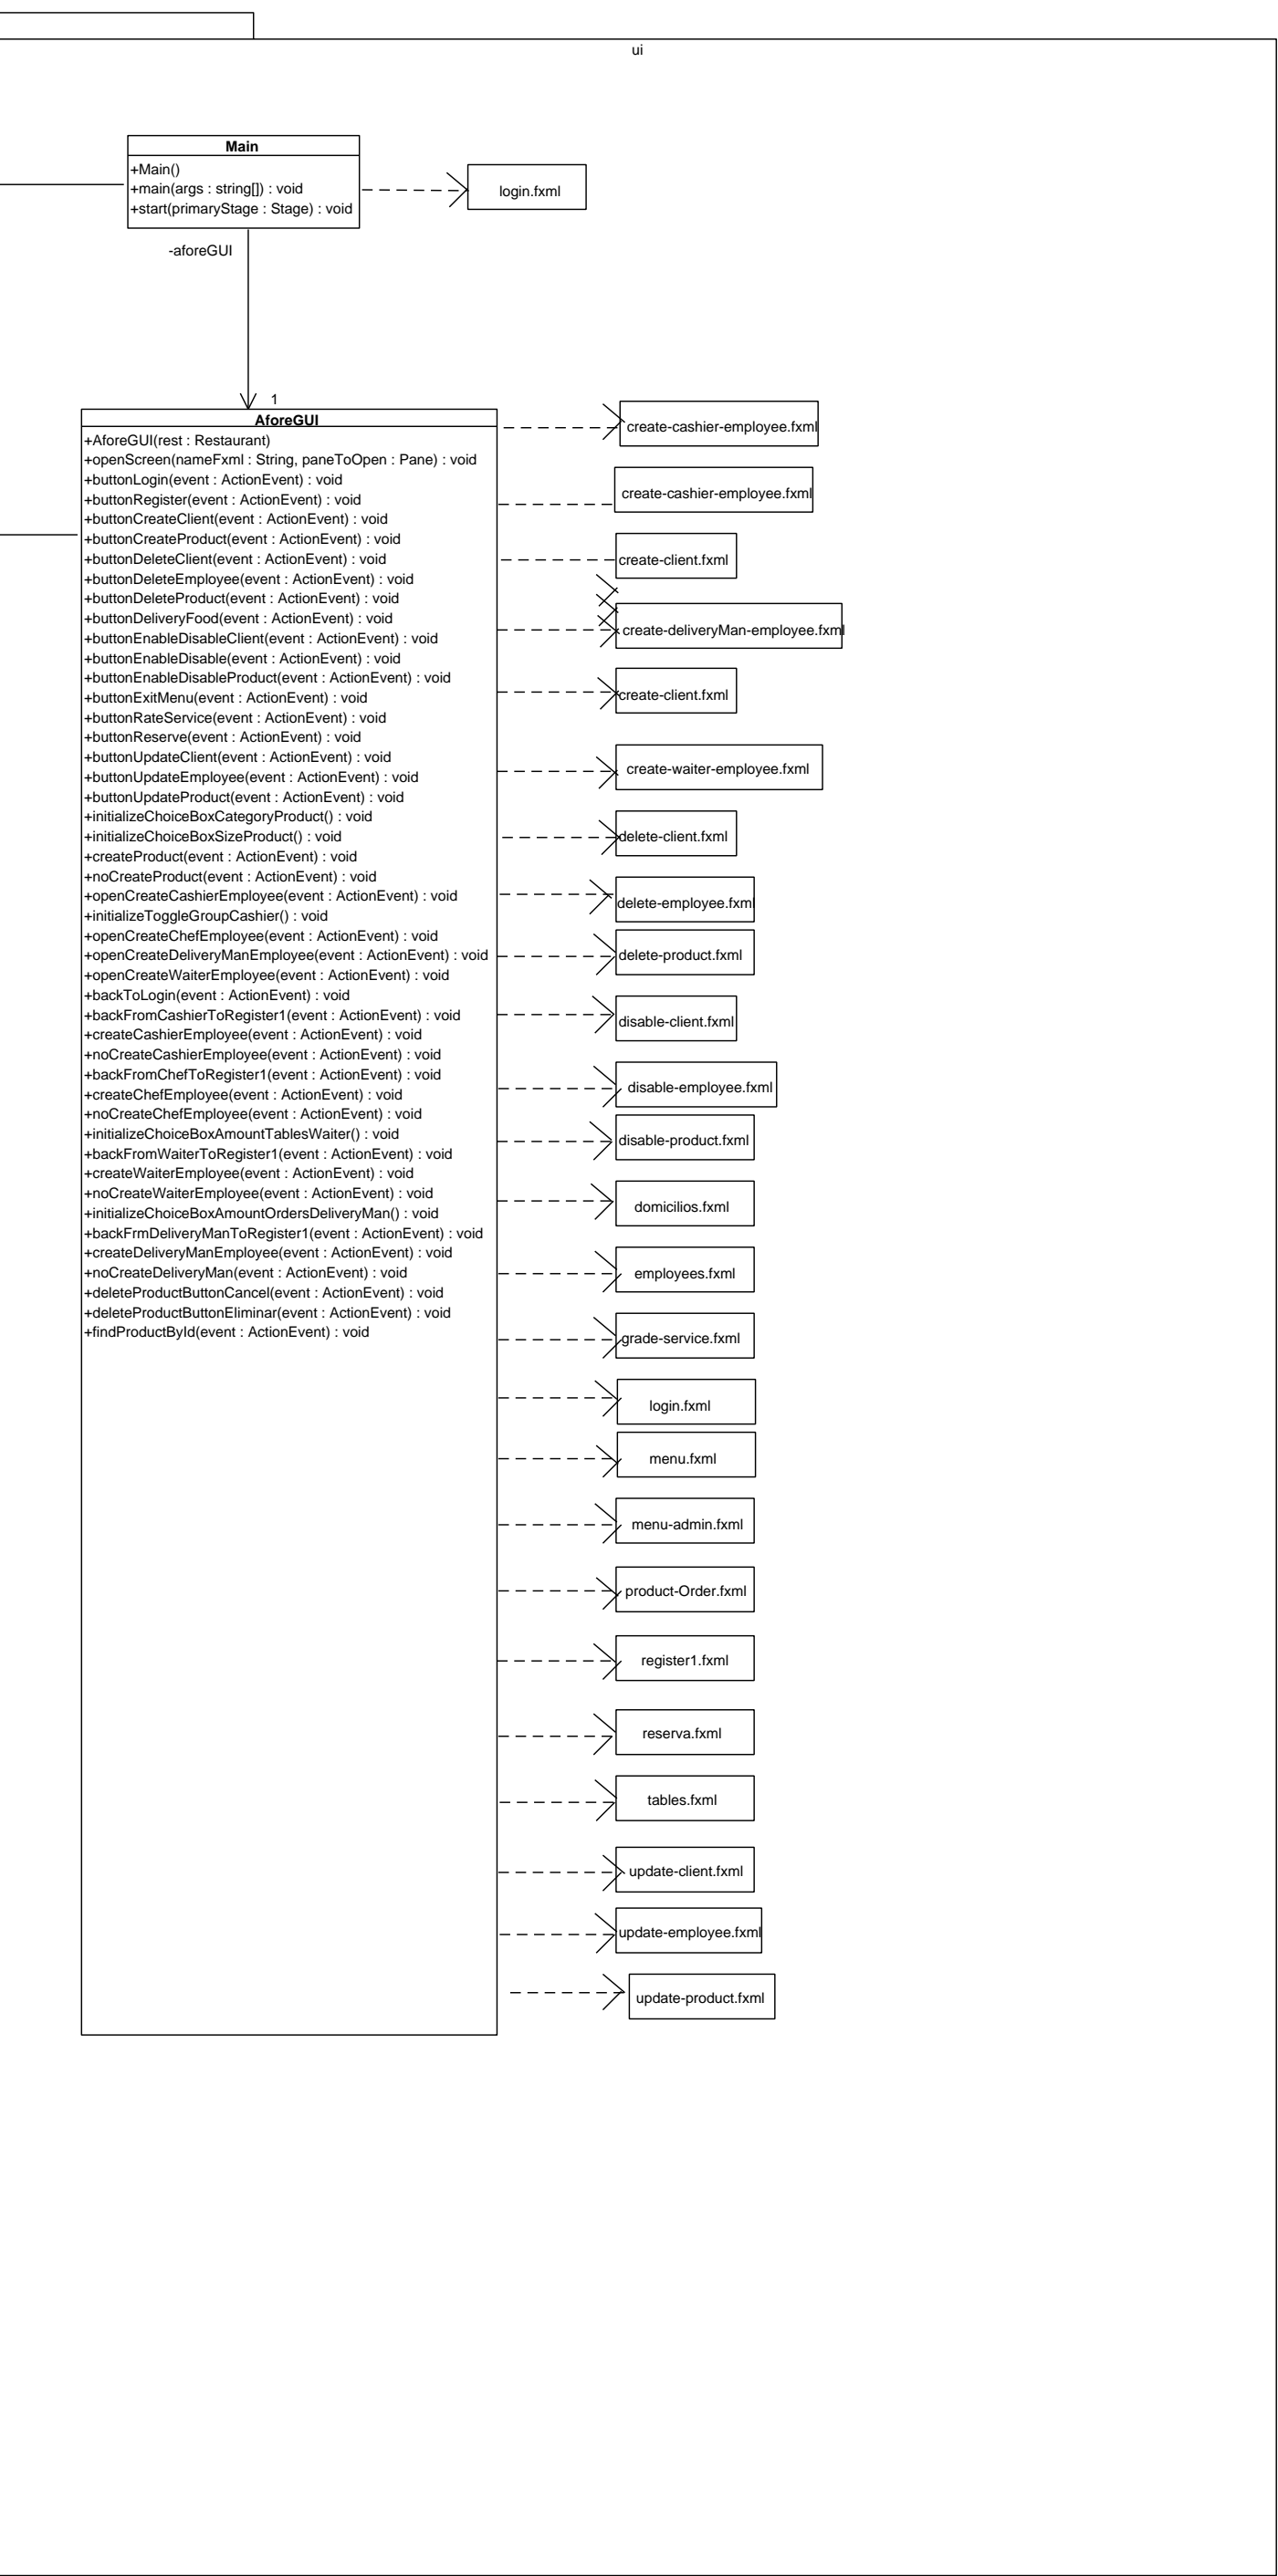 ui
Main
+Main()
+main(args : string[]) : void
+start(primaryStage : Stage) : void
login.fxml
-aforeGUI
1
AforeGUI
+AforeGUI(rest : Restaurant)
+openScreen(nameFxml : String, paneToOpen : Pane) : void
+buttonLogin(event : ActionEvent) : void
+buttonRegister(event : ActionEvent) : void
+buttonCreateClient(event : ActionEvent) : void
+buttonCreateProduct(event : ActionEvent) : void
+buttonDeleteClient(event : ActionEvent) : void
+buttonDeleteEmployee(event : ActionEvent) : void
+buttonDeleteProduct(event : ActionEvent) : void
+buttonDeliveryFood(event : ActionEvent) : void
+buttonEnableDisableClient(event : ActionEvent) : void
+buttonEnableDisable(event : ActionEvent) : void
+buttonEnableDisableProduct(event : ActionEvent) : void
+buttonExitMenu(event : ActionEvent) : void
+buttonRateService(event : ActionEvent) : void
+buttonReserve(event : ActionEvent) : void
+buttonUpdateClient(event : ActionEvent) : void
+buttonUpdateEmployee(event : ActionEvent) : void
+buttonUpdateProduct(event : ActionEvent) : void
+initializeChoiceBoxCategoryProduct() : void
+initializeChoiceBoxSizeProduct() : void
+createProduct(event : ActionEvent) : void
+noCreateProduct(event : ActionEvent) : void
+openCreateCashierEmployee(event : ActionEvent) : void
+initializeToggleGroupCashier() : void
+openCreateChefEmployee(event : ActionEvent) : void
+openCreateDeliveryManEmployee(event : ActionEvent) : void
+openCreateWaiterEmployee(event : ActionEvent) : void
+backToLogin(event : ActionEvent) : void
+backFromCashierToRegister1(event : ActionEvent) : void
+createCashierEmployee(event : ActionEvent) : void
+noCreateCashierEmployee(event : ActionEvent) : void
+backFromChefToRegister1(event : ActionEvent) : void
+createChefEmployee(event : ActionEvent) : void
+noCreateChefEmployee(event : ActionEvent) : void
+initializeChoiceBoxAmountTablesWaiter() : void
+backFromWaiterToRegister1(event : ActionEvent) : void
+createWaiterEmployee(event : ActionEvent) : void
+noCreateWaiterEmployee(event : ActionEvent) : void
+initializeChoiceBoxAmountOrdersDeliveryMan() : void
+backFrmDeliveryManToRegister1(event : ActionEvent) : void
+createDeliveryManEmployee(event : ActionEvent) : void
+noCreateDeliveryMan(event : ActionEvent) : void
+deleteProductButtonCancel(event : ActionEvent) : void
+deleteProductButtonEliminar(event : ActionEvent) : void
+findProductById(event : ActionEvent) : void
create-cashier-employee.fxml
create-cashier-employee.fxml
create-client.fxml
create-deliveryMan-employee.fxml
create-client.fxml
create-waiter-employee.fxml
delete-client.fxml
delete-employee.fxml
delete-product.fxml
disable-client.fxml
disable-employee.fxml
disable-product.fxml
domicilios.fxml
employees.fxml
grade-service.fxml
login.fxml
menu.fxml
menu-admin.fxml
product-Order.fxml
register1.fxml
reserva.fxml
tables.fxml
update-client.fxml
update-employee.fxml
update-product.fxml